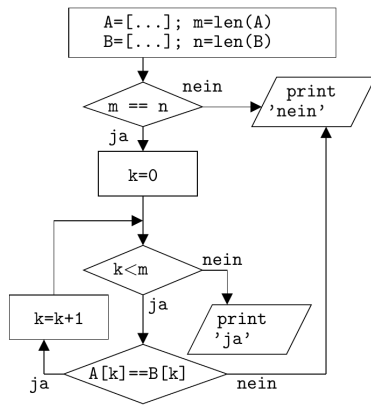 A=[...]; m=len(A)
B=[...]; n=len(B)
m == n
nein
print
'nein'
ja
k=0
k<m
nein
ja
k=k+1
print
'ja'
A[k]==B[k]
ja
nein